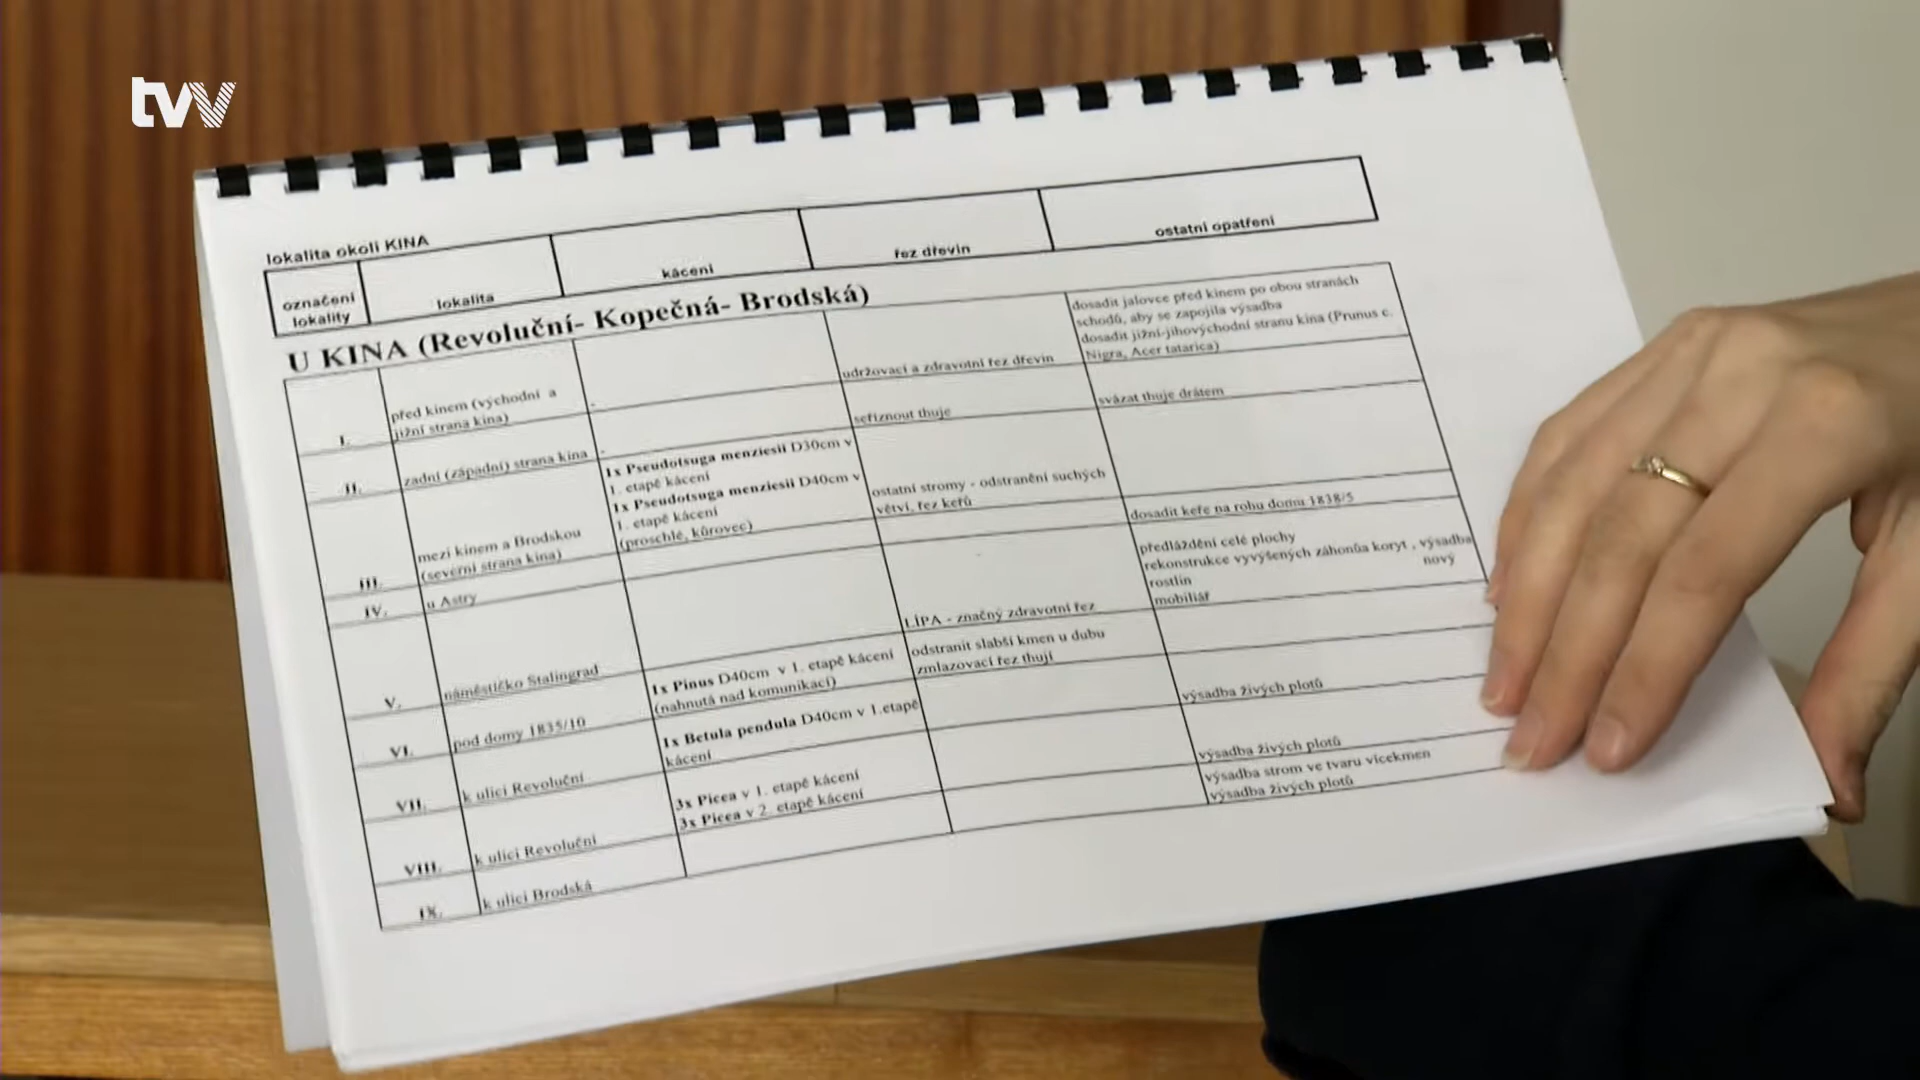 tvv
lokalita okolí KINA
označení
lokality
lokalita
kácení
řez dřevin
ostatní opatření
U KINA (Revoluční- Kopečná- Brodská)
I.
před kinem (východní a
jižní strana kina)
-
udržovací a zdravotní řez dřevin
dosadit jalovce před kinem po obou stranách
schodů, aby se zapojila výsadba
dosadit jižní-jihovýchodní stranu kina (Prunus c.
Nigra, Acer tatarica)
II.
zadní (západní) strana kina
-
seříznout thuje
svázat thuje drátem
III.
mezi kinem a Brodskou
(severní strana kina)
1x Pseudotsuga menziesii D30cm v
1. etapě kácení
1x Pseudotsuga menziesii D40cm v
1. etapě kácení
(proschlé, kůrovec)
ostatní stromy - odstranění suchých
větví, řez keřů
IV.
u Astry
dosadit keře na rohu domu 1838/5
V.
náměstíčko Stalingrad
LÍPA - značný zdravotní řez
předláždění celé plochy
rekonstrukce vyvýšených záhonůa koryt , výsadba
rostlin nový
mobiliář
VI.
pod domy 1835/10
1x Pinus D40cm v 1. etapě kácení
(nahnutá nad komunikací)
odstranit slabší kmen u dubu
zmlazovací řez thují
VII.
k ulici Revoluční
1x Betula pendula D40cm v 1.etapě
kácení
výsadba živých plotů
VIII.
k ulici Revoluční
3x Picea v 1. etapě kácení
3x Picea v 2. etapě kácení
výsadba živých plotů
IX.
k ulici Brodská
výsadba strom ve tvaru vícekmen
výsadba živých plotů